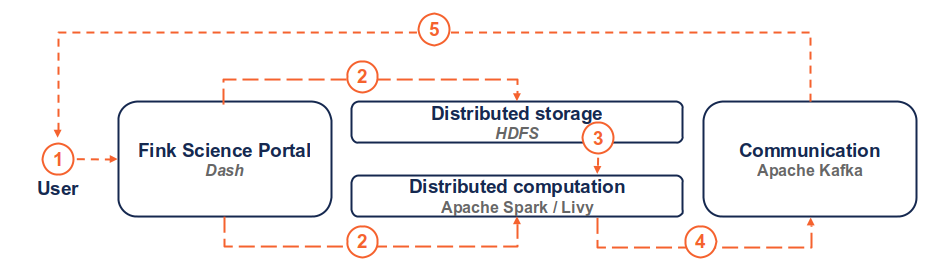 5
2
Distributed storage
HDFS
3
Fink Science Portal
Dash
1
User
Communication
Apache Kafka
Distributed computation
Apache Spark / Livy
2
4